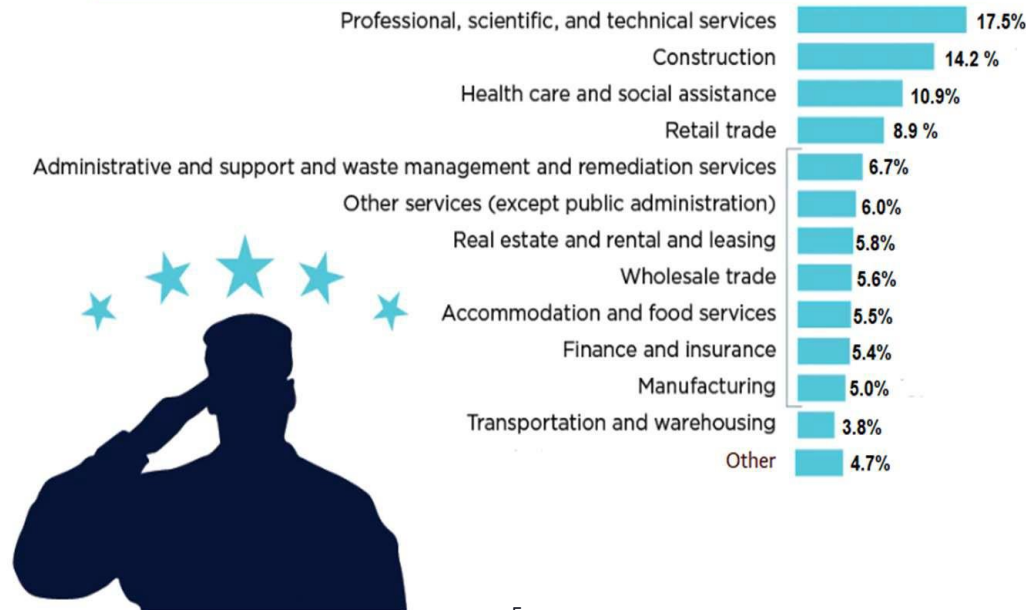 Professional, scientific, and technical services 17.5%
Construction 14.2 %
Health care and social assistance 10.9%
Retail trade 8.9 %
Administrative and support and waste management and remediation services 6.7%
Other services (except public administration) 6.0%
Real estate and rental and leasing 5.8%
Wholesale trade 5.6%
Accommodation and food services 5.5%
Finance and insurance 5.4%
Manufacturing 5.0%
Transportation and warehousing 3.8%
Other 4.7%